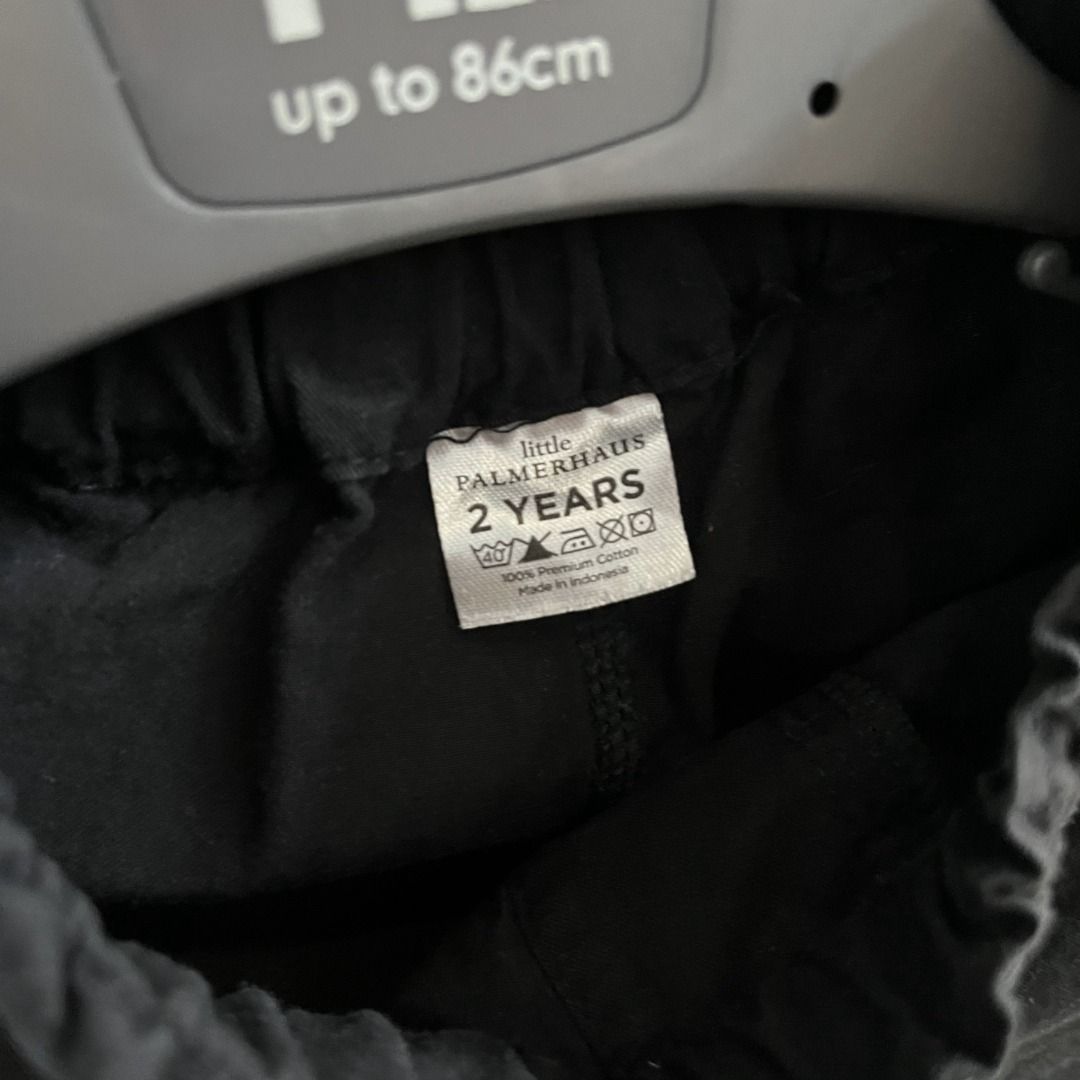 up to 86cm
little
PALMERHAUS
2 YEARS
40
100% Premium Cotton
Made in Indonesia